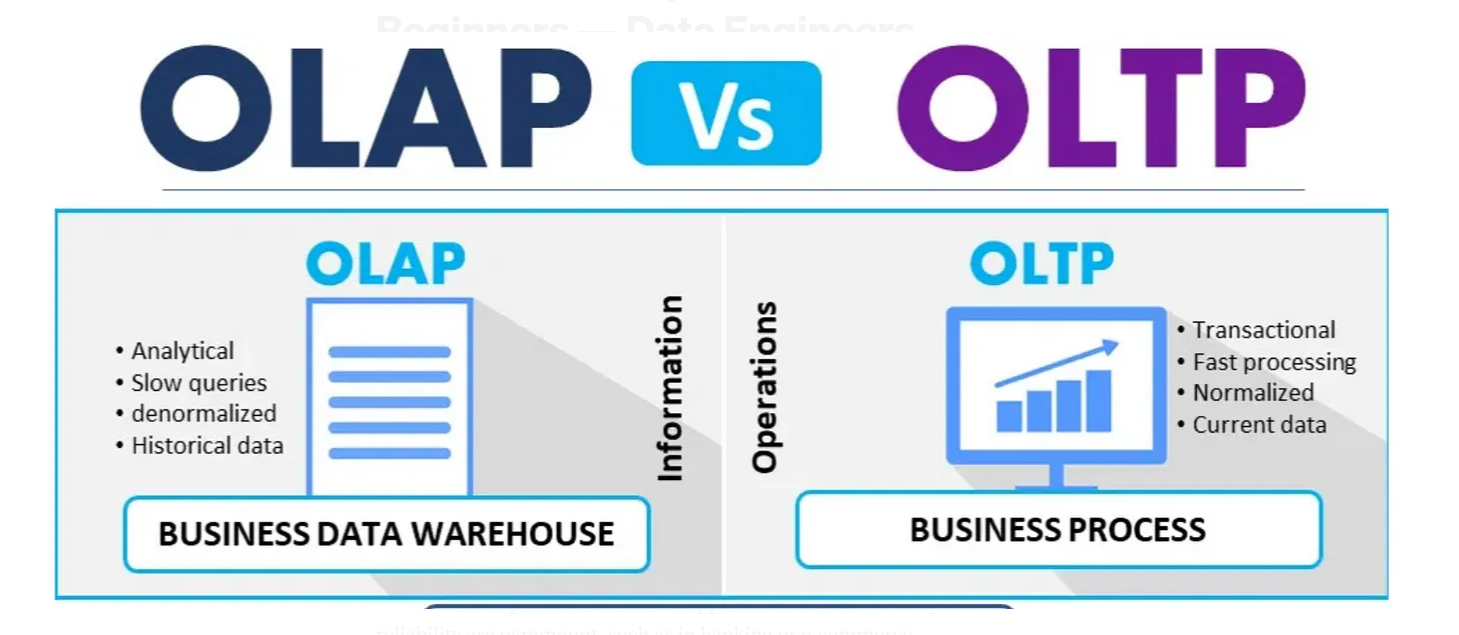 Beginners — Data Engineers
OLAP Vs OLTP
OLAP
• Analytical
• Slow queries
• denormalized
• Historical data
Information
BUSINESS DATA WAREHOUSE
Operations
OLTP
• Transactional
• Fast processing
• Normalized
• Current data
BUSINESS PROCESS
reliability are paramount, such as in banking or e-commerce